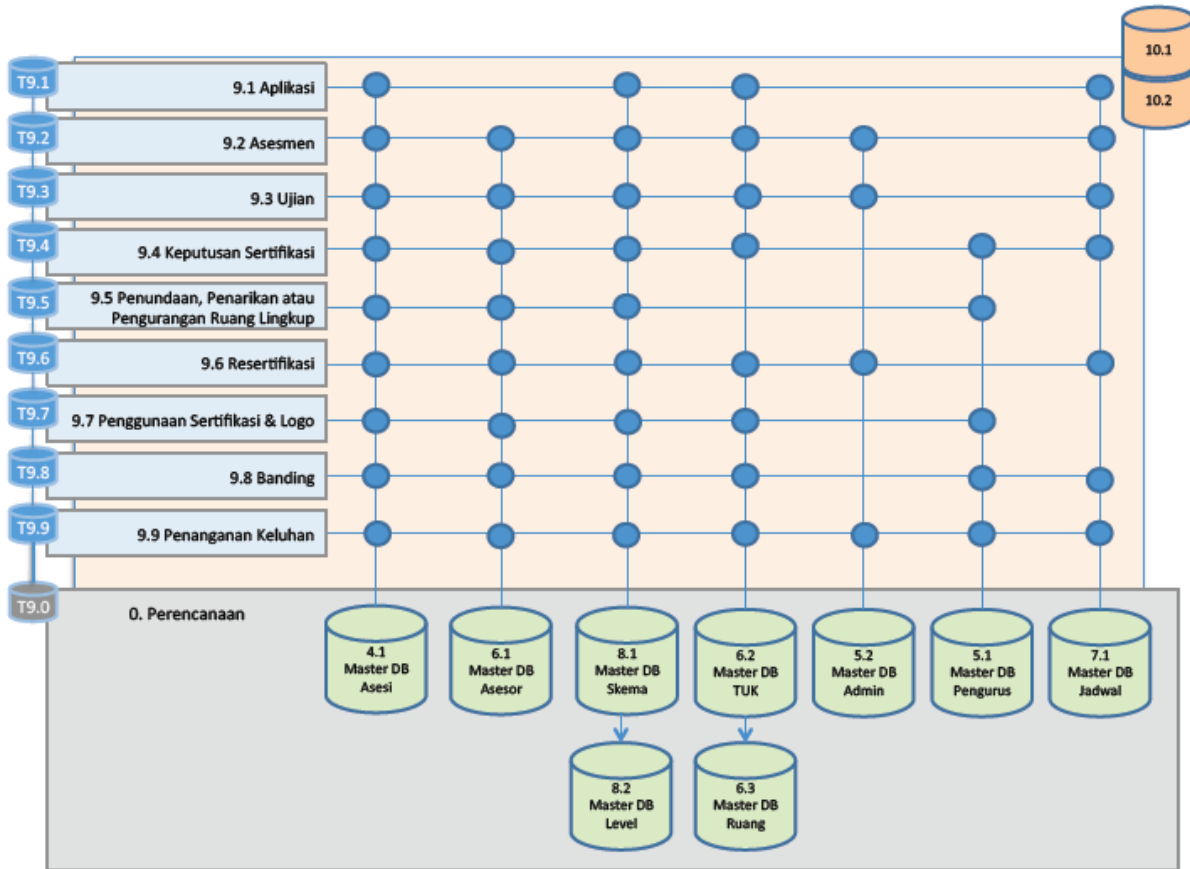 10.1
10.2
T9.1
9.1 Aplikasi
T9.2
9.2 Asesmen
T9.3
9.3 Ujian
T9.4
9.4 Keputusan Sertifikasi
T9.5
9.5 Penundaan, Penarikan atau
Pengurangan Ruang Lingkup
T9.6
9.6 Resertifikasi
T9.7
9.7 Penggunaan Sertifikasi & Logo
T9.8
9.8 Banding
T9.9
9.9 Penanganan Keluhan
T9.0
0. Perencanaan
4.1
Master DB
Asesi
6.1
Master DB
Asesor
8.1
Master DB
Skema
6.2
Master DB
TUK
5.2
Master DB
Admin
5.1
Master DB
Pengurus
7.1
Master DB
Jadwal
8.2
Master DB
Level
6.3
Master DB
Ruang